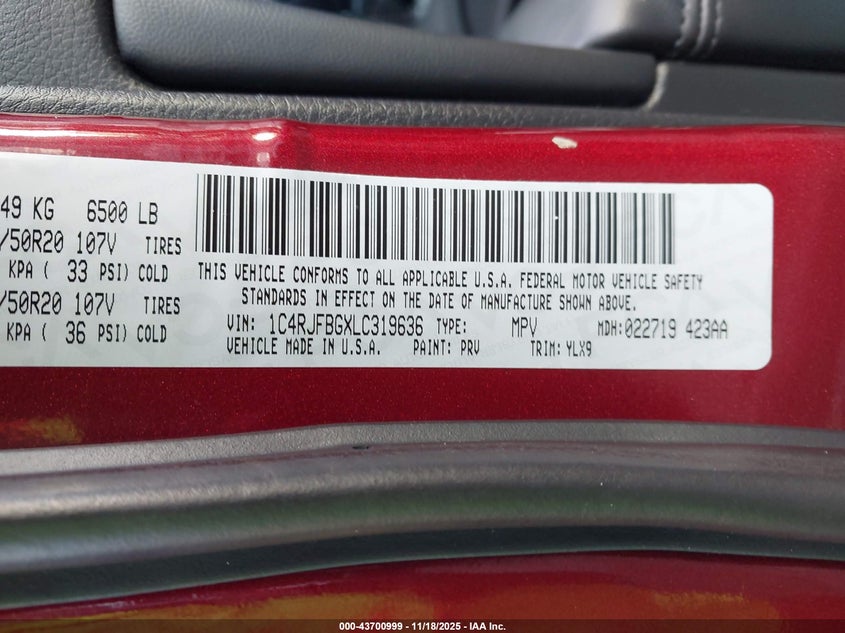 49 KG 6500 LB
/50R20 107V TIRES
KPA ( 33 PSI) COLD
/50R20 107V TIRES
KPA ( 36 PSI) COLD
THIS VEHICLE CONFORMS TO ALL APPLICABLE U.S.A. FEDERAL MOTOR VEHICLE SAFETY
STANDARDS IN EFFECT ON THE DATE OF MANUFACTURE SHOWN ABOVE.
VIN: 1C4RJFBGXLC319636 TYPE: MPV MDH:022719 423AA
VEHICLE MADE IN U.S.A. PAINT: PRV TRIM: YLX9
000-43700999 — 11/18/2025 — IAA Inc.